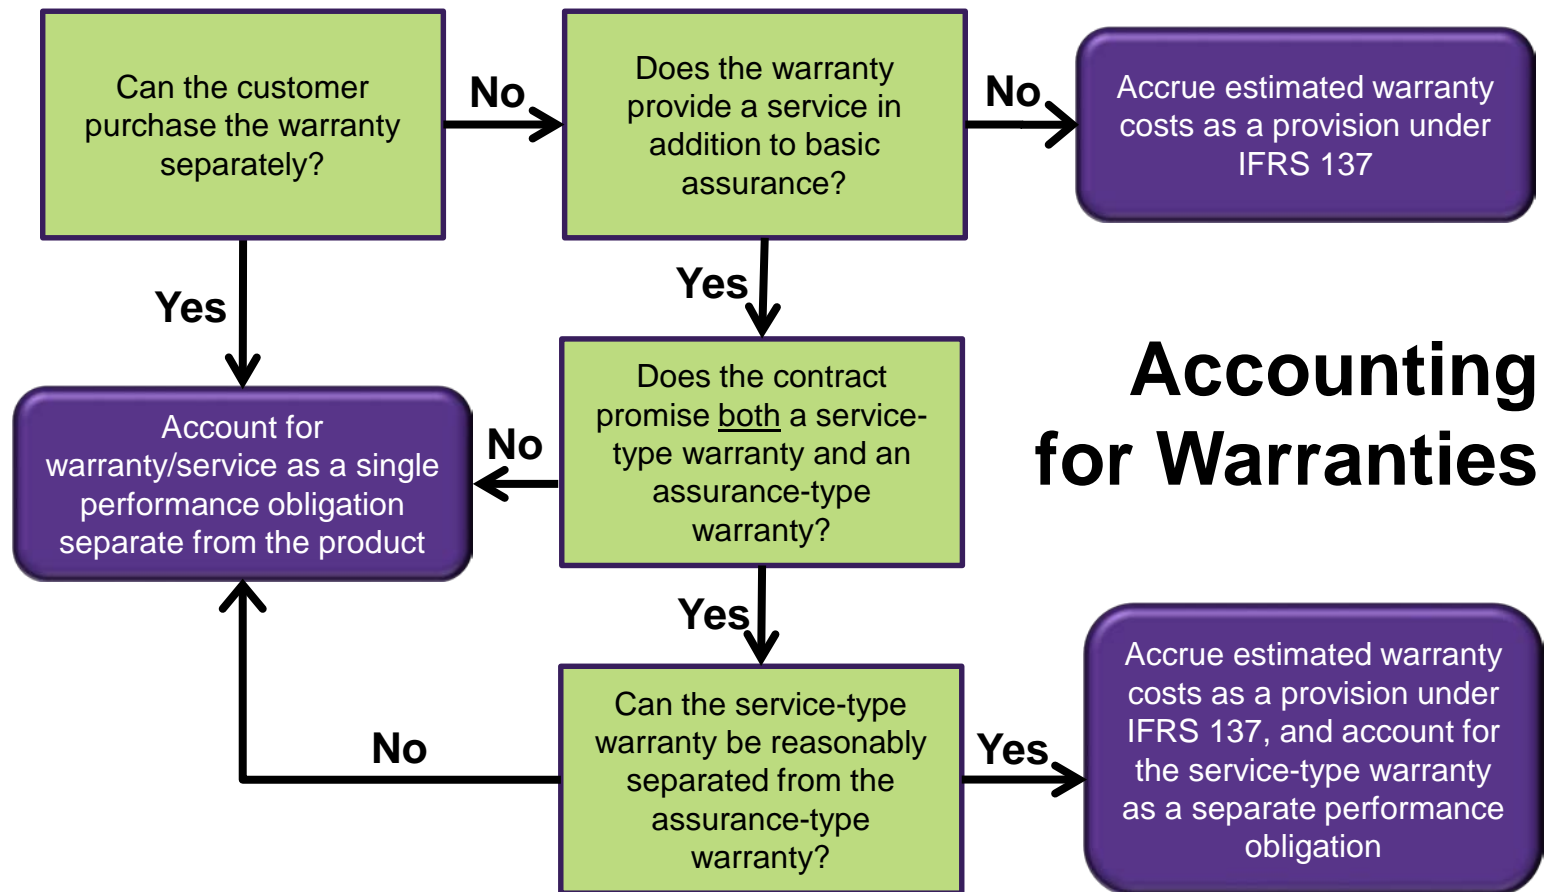 Can the customer
purchase the warranty
separately?
No
Does the warranty
provide a service in
addition to basic
assurance?
No
Accrue estimated warranty
costs as a provision under
IFRS 137
Yes
Yes
Account for
warranty/service as a single
performance obligation
separate from the product
No
Does the contract
promise both a service-
type warranty and an
assurance-type
warranty?
Accounting
for Warranties
Yes
No
Can the service-type
warranty be reasonably
separated from the
assurance-type
warranty?
Yes
Accrue estimated warranty
costs as a provision under
IFRS 137, and account for
the service-type warranty
as a separate performance
obligation